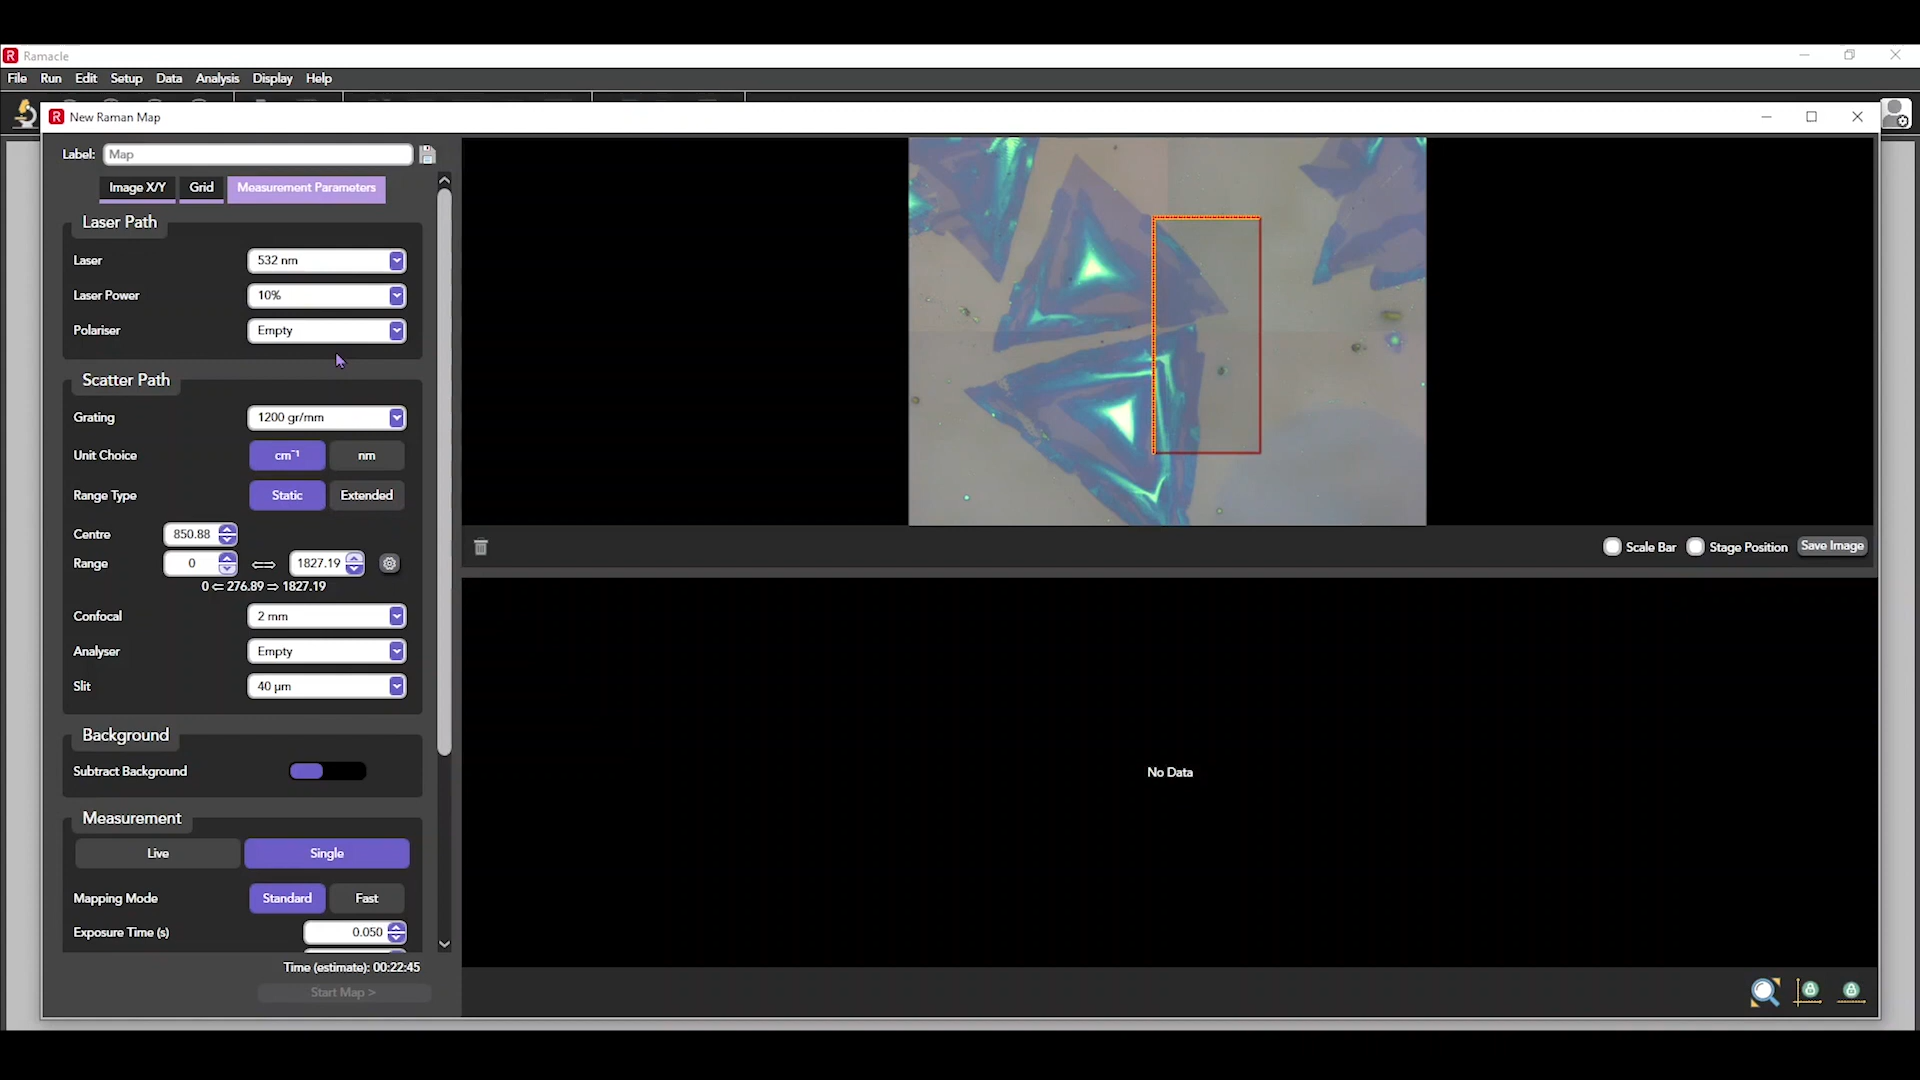 R Ramacle
File Run Edit Setup Data Analysis Display Help
R New Raman Map
Label: Map
Image X/Y Grid Measurement Parameters
Laser Path
Laser 532 nm
Laser Power 10%
Polariser Empty
Scatter Path
Grating 1200 gr/mm
Unit Choice cm⁻¹ nm
Range Type Static Extended
Centre 850.88
Range 0 ⟺ 1827.19
0 ⇐ 276.89 ⇒ 1827.19
Confocal 2 mm
Analyser Empty
Slit 40 μm
Background
Subtract Background
Measurement
Live Single
Mapping Mode Standard Fast
Exposure Time (s) 0.050
Time (estimate): 00:22:45
Start Map >
Scale Bar Stage Position Save Image
No Data